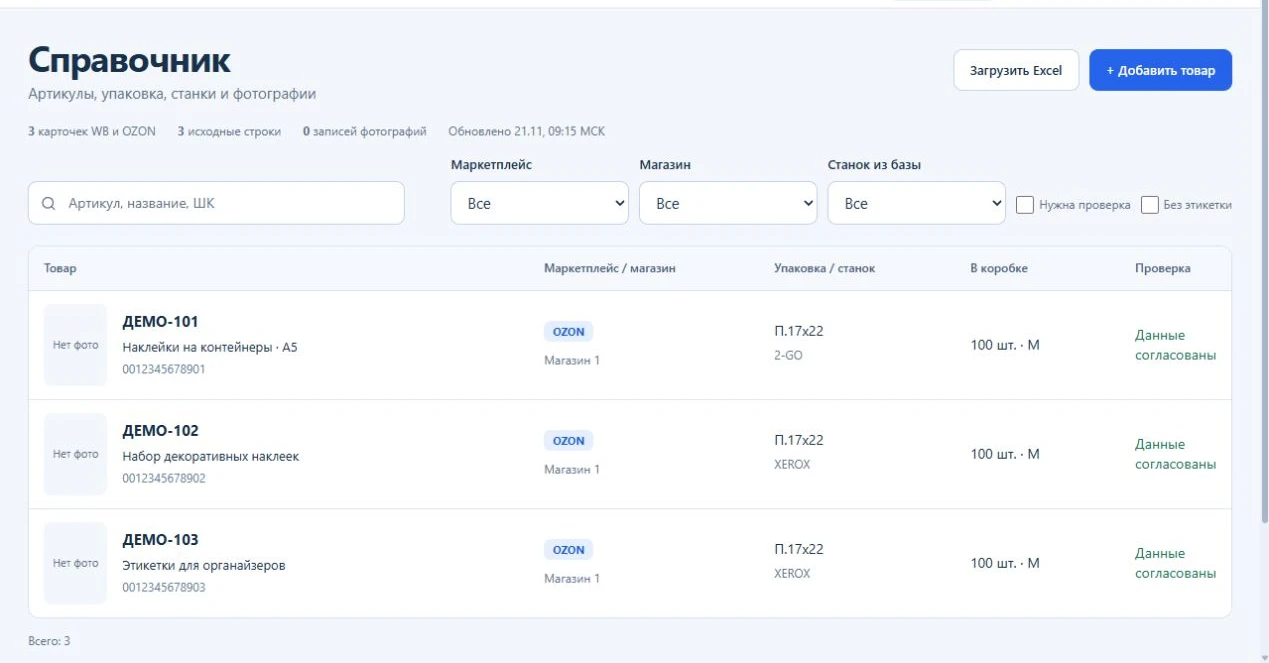 Справочник
Артикулы, упаковка, станки и фотографии
Загрузить Excel
+ Добавить товар
3 карточек WB и OZON 3 исходные строки 0 записей фотографий Обновлено 21.11, 09:15 МСК
Маркетплейс Магазин Станок из базы
Артикул, название, ШК Все Все Все Нужна проверка Без этикетки
Товар Маркетплейс / магазин Упаковка / станок В коробке Проверка
Нет фото
ДЕМО-101
Наклейки на контейнеры · А5
0012345678901
OZON
Магазин 1
П.17х22
2-GO
100 шт. · М
Данные
согласованы
Нет фото
ДЕМО-102
Набор декоративных наклеек
0012345678902
OZON
Магазин 1
П.17х22
XEROX
100 шт. · М
Данные
согласованы
Нет фото
ДЕМО-103
Этикетки для органайзеров
0012345678903
OZON
Магазин 1
П.17х22
XEROX
100 шт. · М
Данные
согласованы
Всего: 3